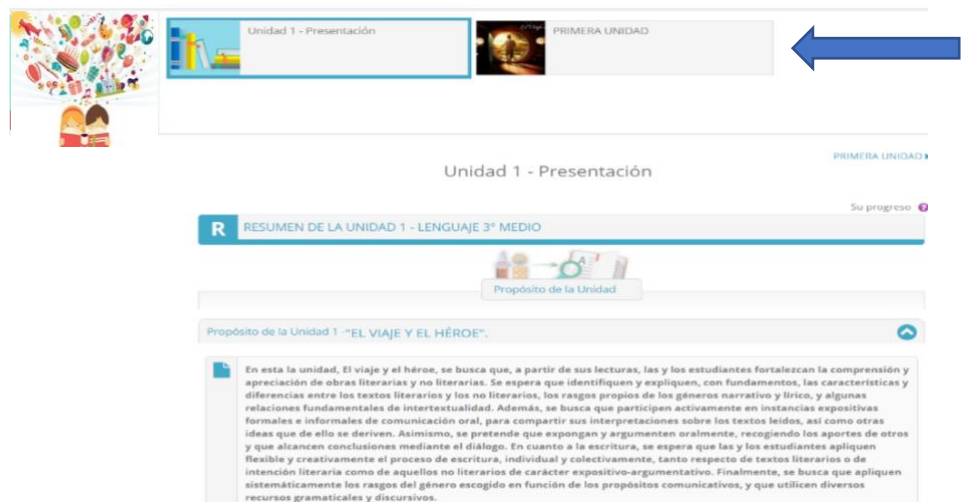 Unidad 1 - Presentación
PRIMERA UNIDAD
PRIMERA UNIDAD
Unidad 1 - Presentación
Su progreso
R RESUMEN DE LA UNIDAD 1 - LENGUAJE 3° MEDIO
Propósito de la Unidad
Propósito de la Unidad 1 -"EL VIAJE Y EL HÉROE".
En esta la unidad, El viaje y el héroe, se busca que, a partir de sus lecturas, las y los estudiantes fortalezcan la comprensión y
apreciación de obras literarias y no literarias. Se espera que identifiquen y expliquen, con fundamentos, las características y
diferencias entre los textos literarios y los no literarios, los rasgos propios de los géneros narrativo y lírico, y algunas
relaciones fundamentales de intertextualidad. Además, se busca que participen activamente en instancias expositivas
formales e informales de comunicación oral, para compartir sus interpretaciones sobre los textos leídos, así como otras
ideas que de ello se deriven. Asimismo, se pretende que expongan y argumenten oralmente, recogiendo los aportes de otros
y que alcancen conclusiones mediante el diálogo. En cuanto a la escritura, se espera que las y los estudiantes apliquen
flexible y creativamente el proceso de escritura, individual y colectivamente, tanto respecto de textos literarios o de
intención literaria como de aquellos no literarios de carácter expositivo-argumentativo. Finalmente, se busca que apliquen
sistemáticamente los rasgos del género escogido en función de los propósitos comunicativos, y que utilicen diversos
recursos gramaticales y discursivos.